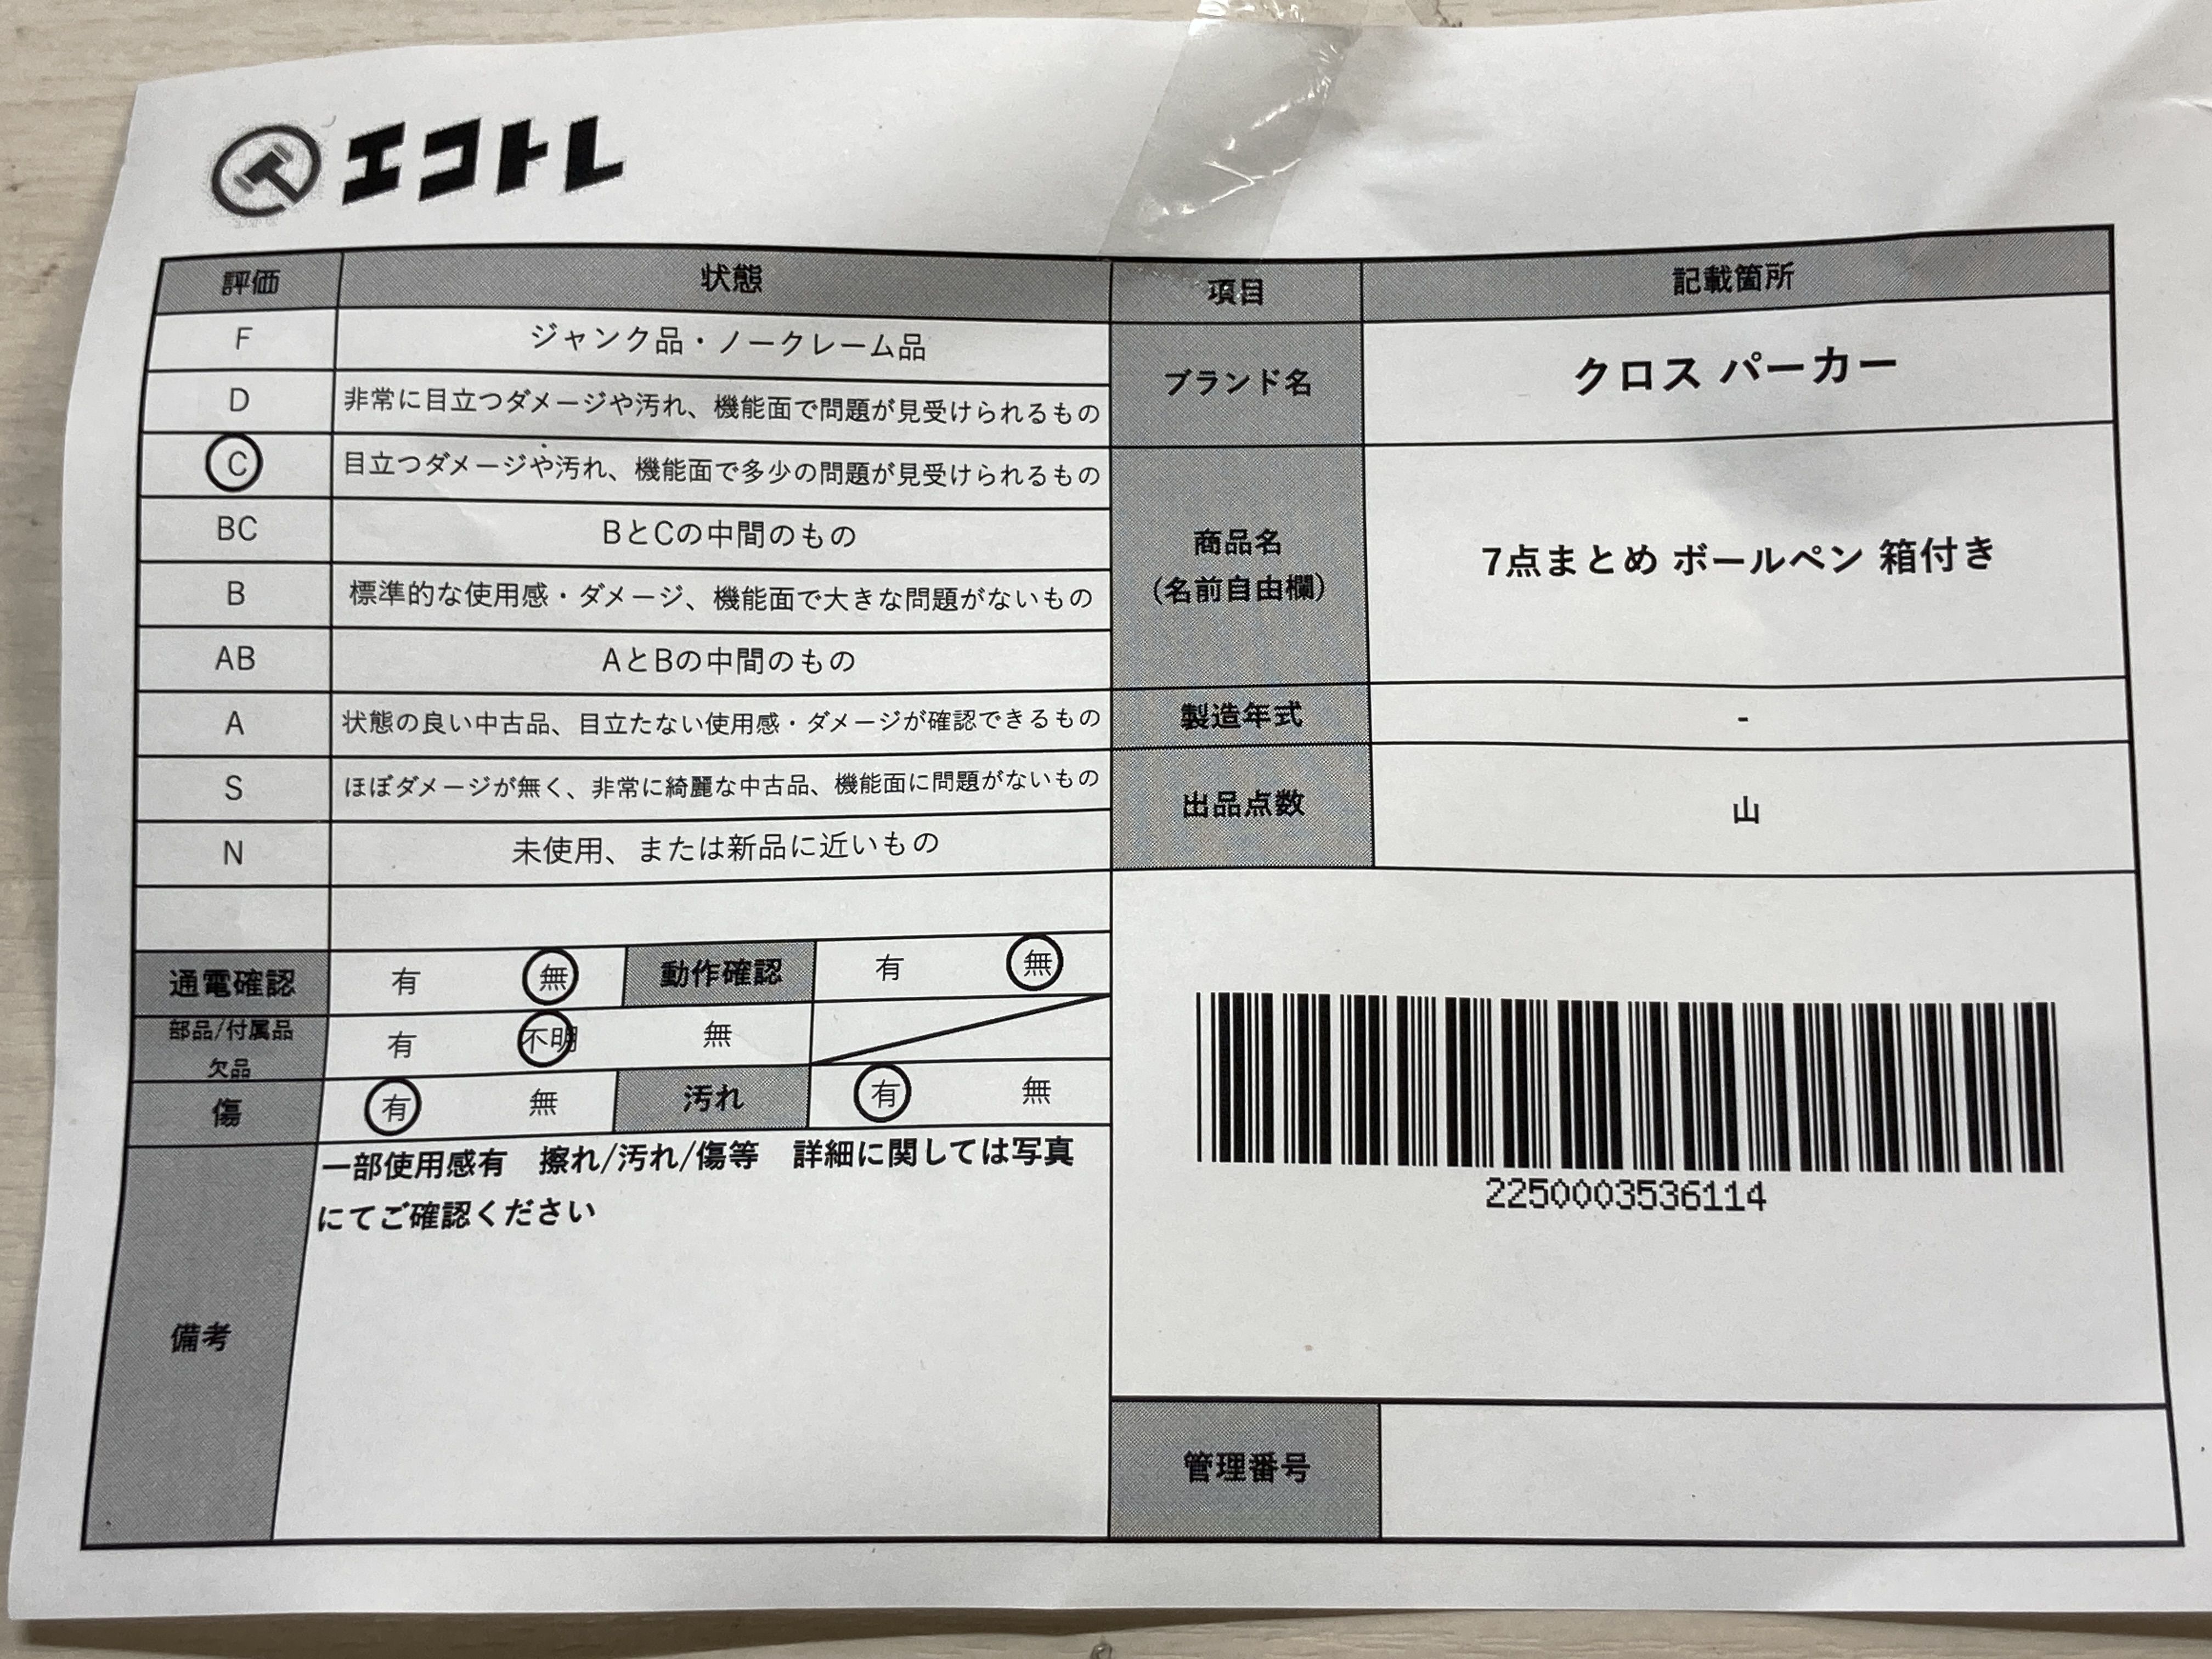 エコトレ
評価 状態
F ジャンク品・ノークレーム品
D 非常に目立つダメージや汚れ、機能面で問題が見受けられるもの
C 目立つダメージや汚れ、機能面で多少の問題が見受けられるもの
BC BとCの中間のもの
B 標準的な使用感・ダメージ、機能面で大きな問題がないもの
AB AとBの中間のもの
A 状態の良い中古品、目立たない使用感・ダメージが確認できるもの
S ほぼダメージが無く、非常に綺麗な中古品、機能面に問題がないもの
N 未使用、または新品に近いもの
通電確認 有 無 動作確認 有 無
部品/付属品
欠品 有 不明 無
傷 有 無 汚れ 有 無
備考
一部使用感有 擦れ/汚れ/傷等 詳細に関しては写真
にてご確認ください
項目 記載箇所
ブランド名 クロス パーカー
商品名
(名前自由欄)
7点まとめ ボールペン 箱付き
製造年式 -
出品点数 山
2250003536114
管理番号